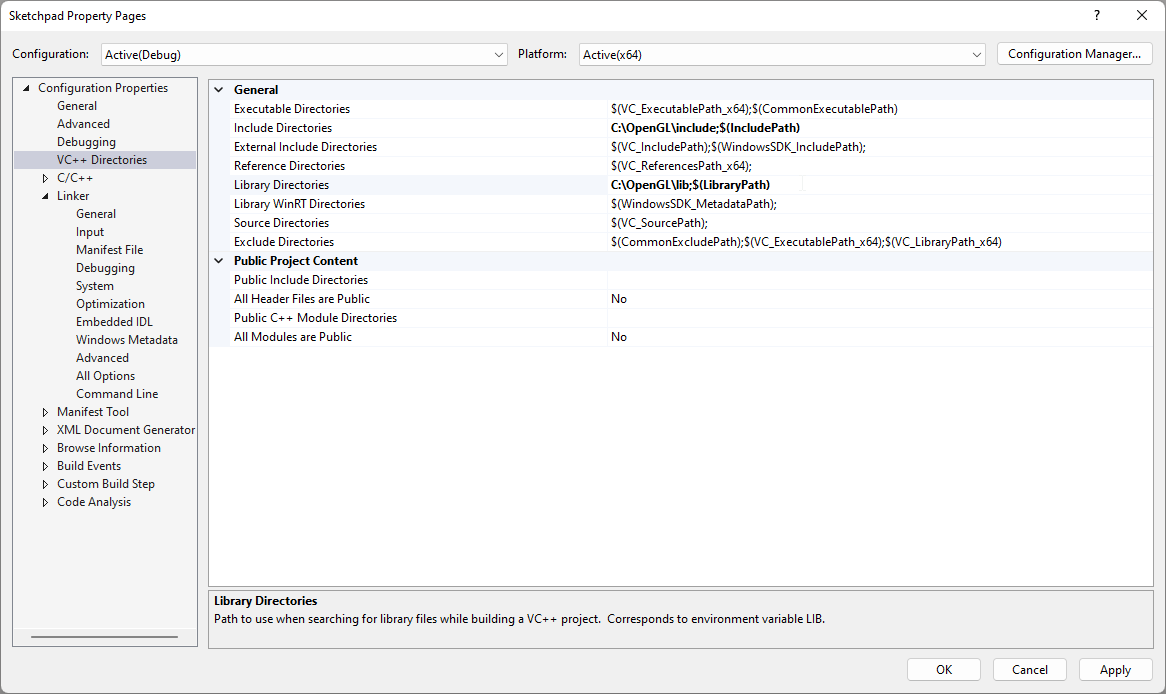 Sketchpad Property Pages
?
Configuration: Active(Debug) Platform: Active(x64) Configuration Manager...
Configuration Properties
General
Advanced
Debugging
VC++ Directories
C/C++
Linker
General
Input
Manifest File
Debugging
System
Optimization
Embedded IDL
Windows Metadata
Advanced
All Options
Command Line
Manifest Tool
XML Document Generator
Browse Information
Build Events
Custom Build Step
Code Analysis
General
Executable Directories $(VC_ExecutablePath_x64);$(CommonExecutablePath)
Include Directories C:\OpenGL\include;$(IncludePath)
External Include Directories $(VC_IncludePath);$(WindowsSDK_IncludePath);
Reference Directories $(VC_ReferencesPath_x64);
Library Directories C:\OpenGL\lib;$(LibraryPath)
Library WinRT Directories $(WindowsSDK_MetadataPath);
Source Directories $(VC_SourcePath);
Exclude Directories $(CommonExcludePath);$(VC_ExecutablePath_x64);$(VC_LibraryPath_x64)
Public Project Content
Public Include Directories
All Header Files are Public No
Public C++ Module Directories
All Modules are Public No
Library Directories
Path to use when searching for library files while building a VC++ project.  Corresponds to environment variable LIB.
OK Cancel Apply